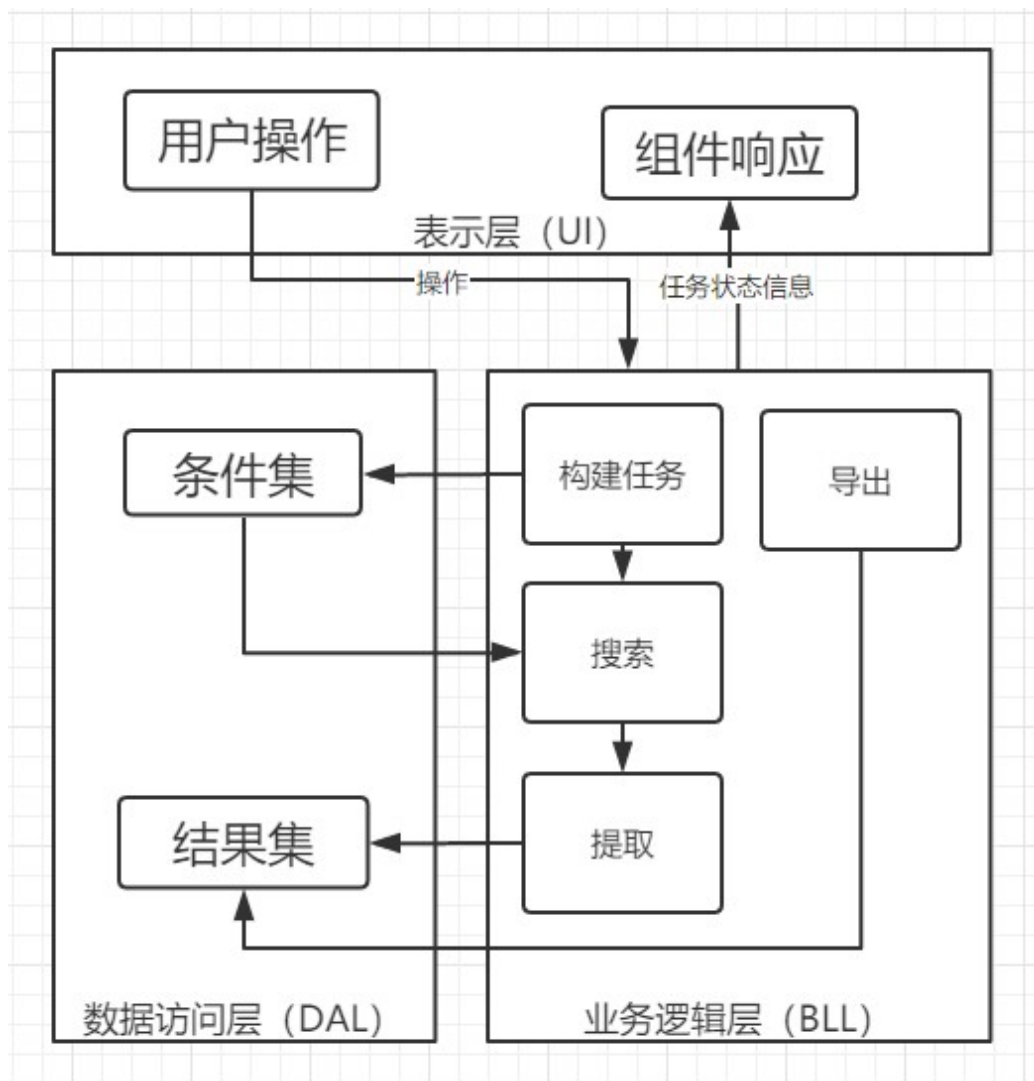 用户操作
组件响应
表示层（UI）
操作
任务状态信息
条件集
构建任务
导出
搜索
结果集
提取
数据访问层（DAL）
业务逻辑层（BLL）